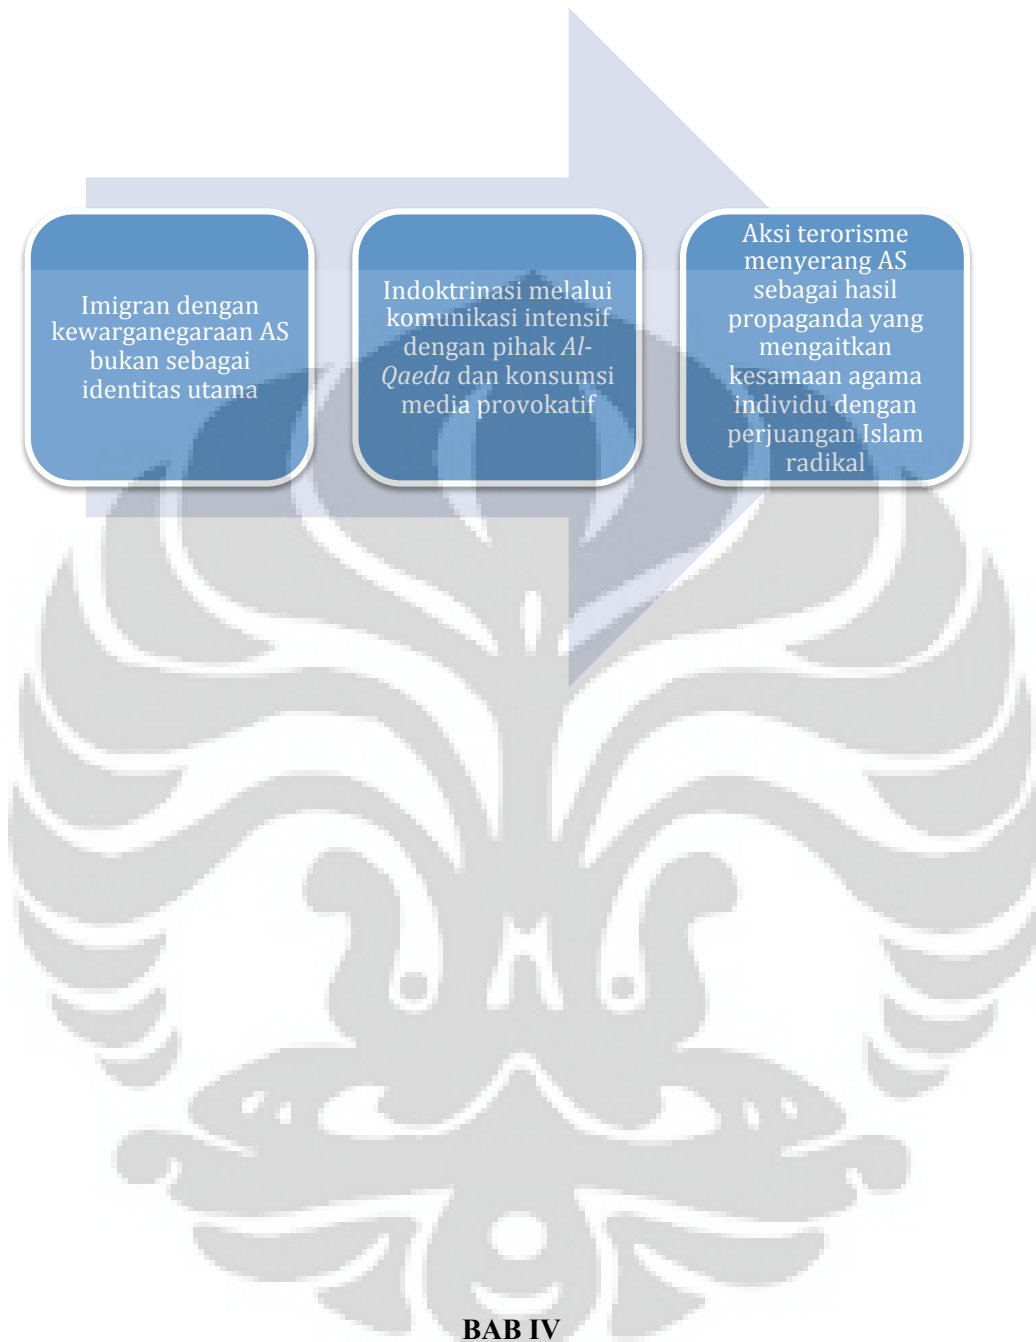 Imigran dengan
kewarganegaraan AS
bukan sebagai
identitas utama
Indoktrinasi melalui
komunikasi intensif
dengan pihak Al-
Qaeda dan konsumsi
media provokatif
Aksi terorisme
menyerang AS
sebagai hasil
propaganda yang
mengaitkan
kesamaan agama
individu dengan
perjuangan Islam
radikal
BAB IV